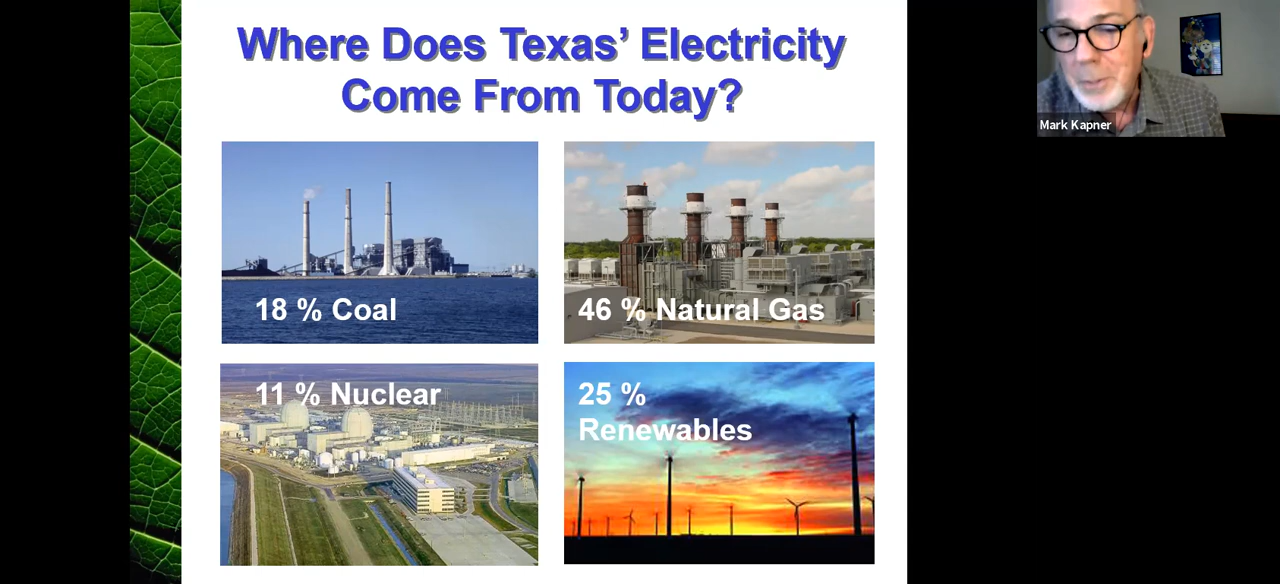 Where Does Texas’ Electricity
Come From Today?
Mark Kapner
18 % Coal
46 % Natural Gas
11 % Nuclear
25 %
Renewables